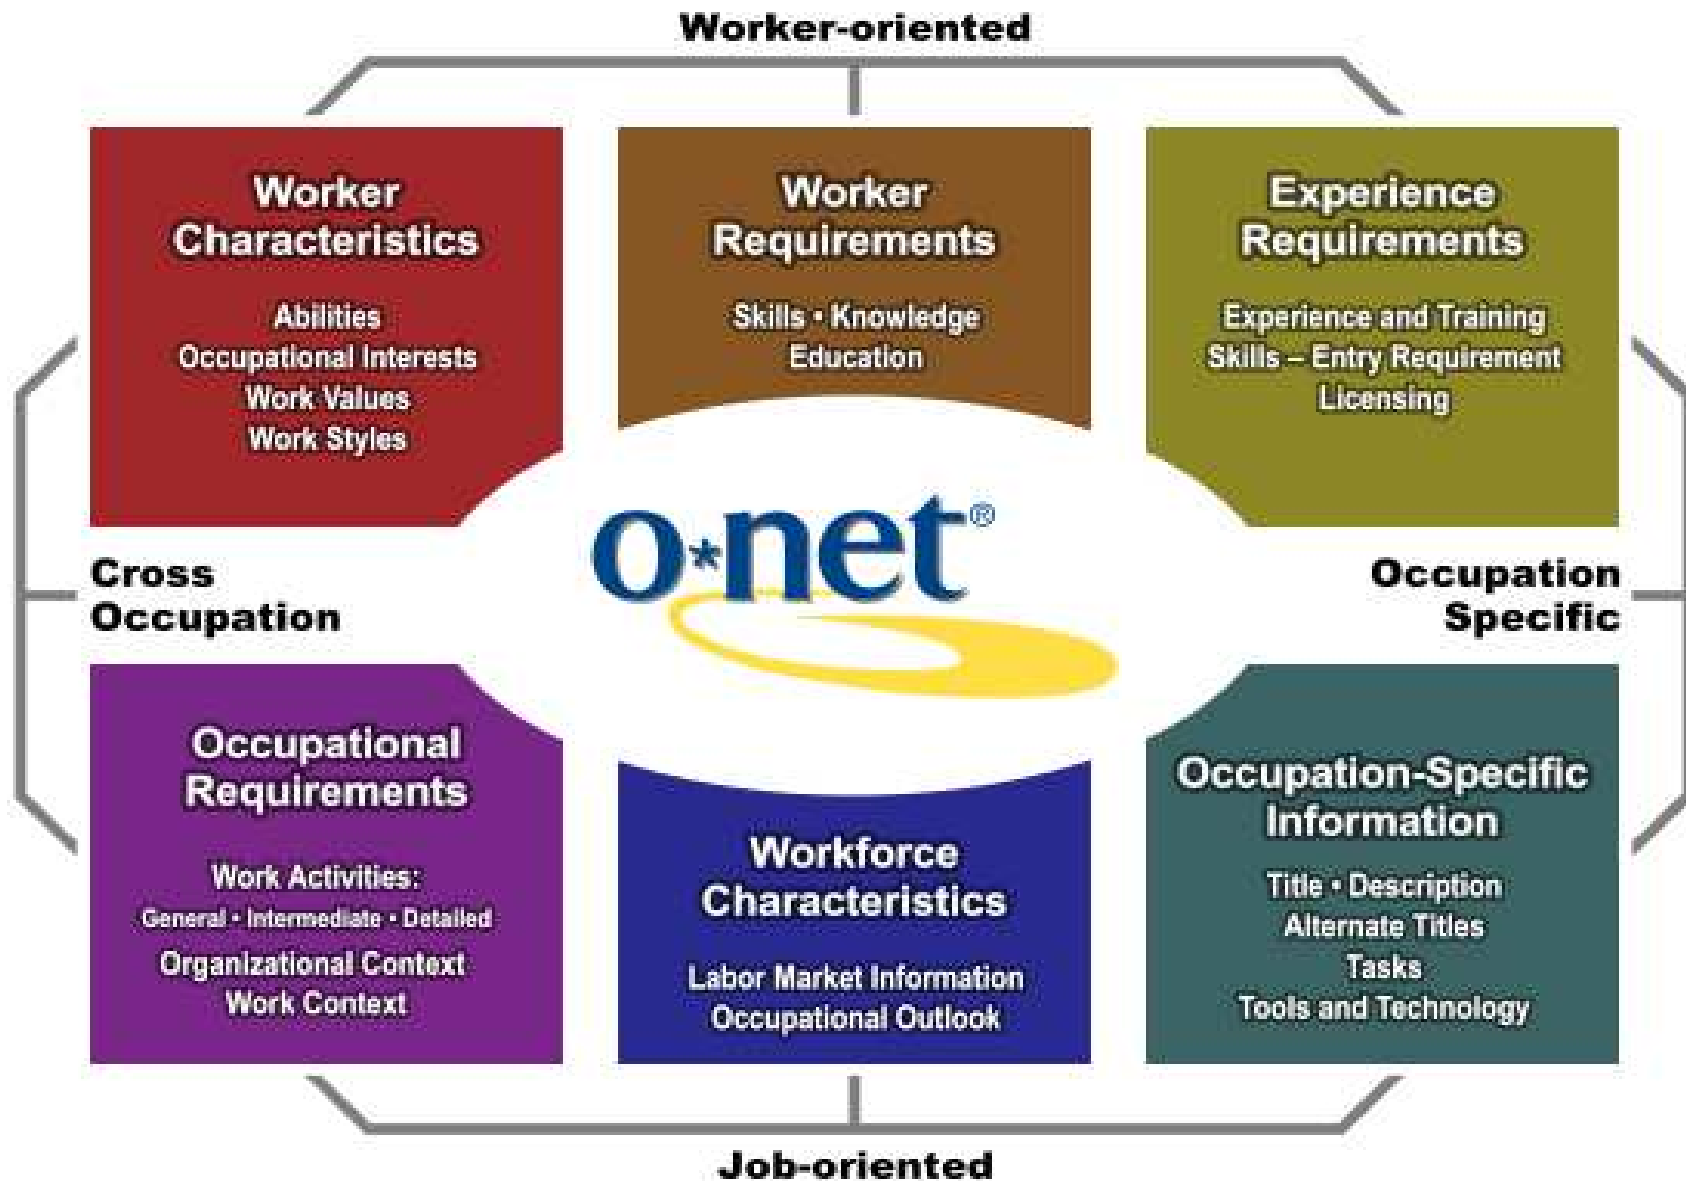 Worker-oriented
Worker
Characteristics
Abilities
Occupational Interests
Work Values
Work Styles
Worker
Requirements
Skills • Knowledge
Education
Experience
Requirements
Experience and Training
Skills – Entry Requirement
Licensing
Cross
Occupation
o*net®
Occupation
Specific
Occupational
Requirements
Work Activities:
General • Intermediate • Detailed
Organizational Context
Work Context
Workforce
Characteristics
Labor Market Information
Occupational Outlook
Occupation-Specific
Information
Title • Description
Alternate Titles
Tasks
Tools and Technology
Job-oriented